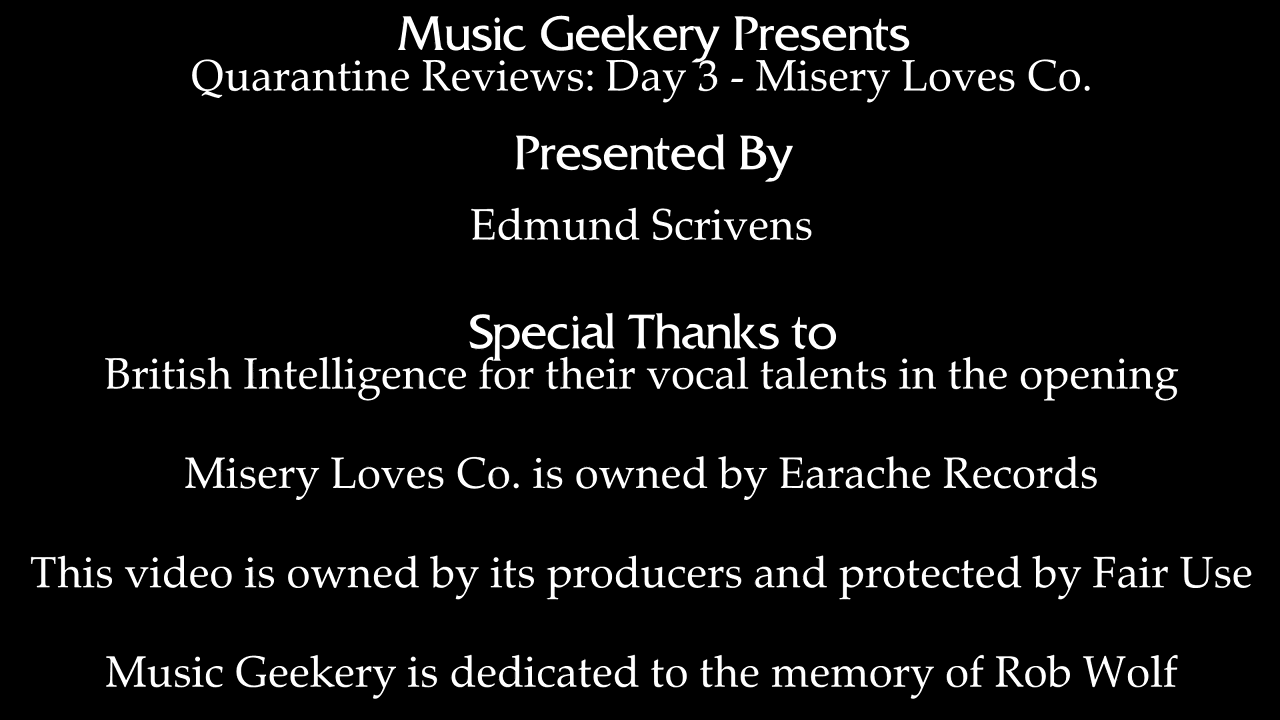 Music Geekery Presents
Quarantine Reviews: Day 3 - Misery Loves Co.
Presented By
Edmund Scrivens
Special Thanks to
British Intelligence for their vocal talents in the opening
Misery Loves Co. is owned by Earache Records
This video is owned by its producers and protected by Fair Use
Music Geekery is dedicated to the memory of Rob Wolf